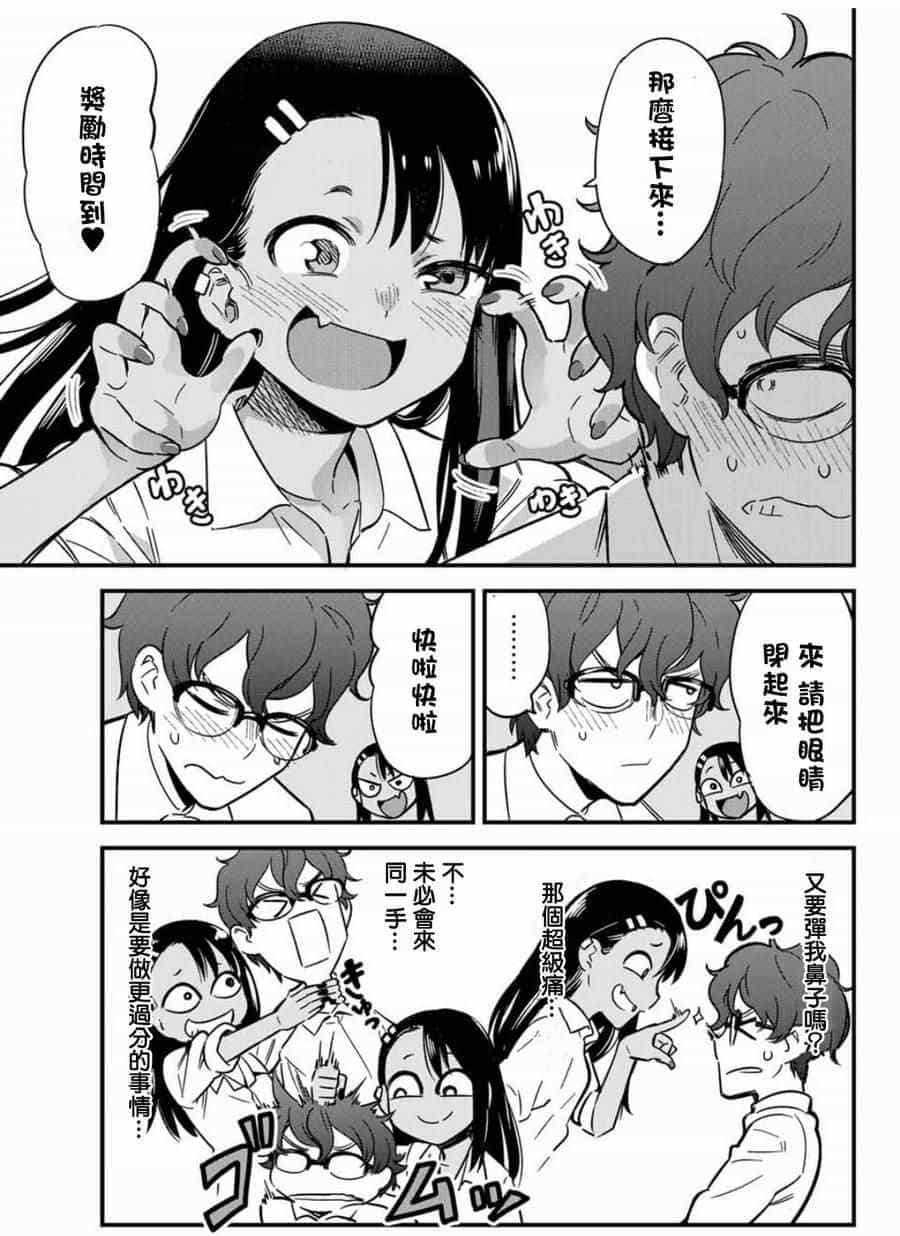 那麼接下來…
獎勵時間到♥
わき
わき
わき
わき
來 請把眼睛
閉起來
………
快啦快啦
又要彈我鼻子嗎？
ぴんっ
那個超級痛…
不…
未必會來
同一手…
好像是要做更過分的事情…
ぎゅっ
ゴゴムッ